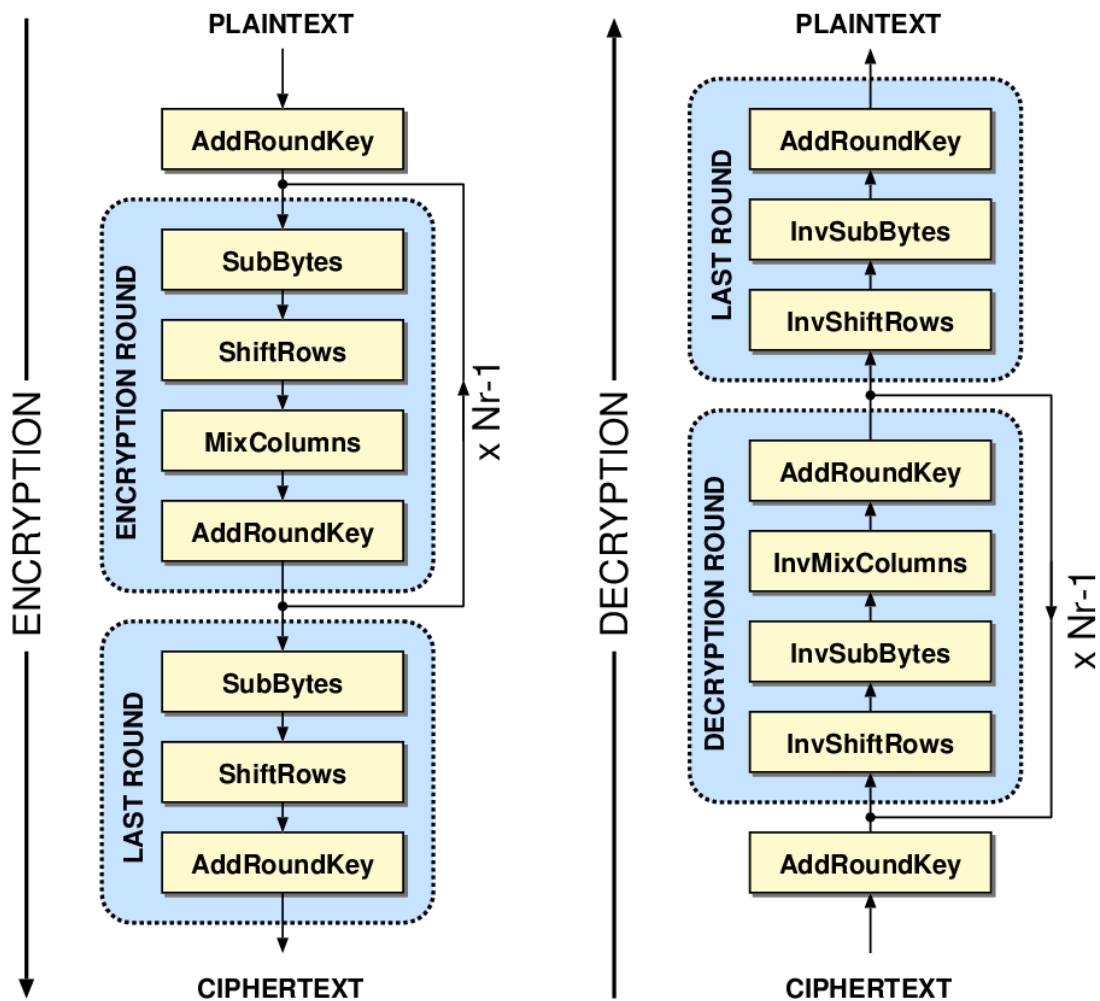 PLAINTEXT
AddRoundKey
ENCRYPTION ROUND
SubBytes
ShiftRows
MixColumns
AddRoundKey
x Nr-1
LAST ROUND
SubBytes
ShiftRows
AddRoundKey
CIPHERTEXT
ENCRYPTION
PLAINTEXT
LAST ROUND
AddRoundKey
InvSubBytes
InvShiftRows
DECRYPTION ROUND
AddRoundKey
InvMixColumns
InvSubBytes
InvShiftRows
x Nr-1
AddRoundKey
CIPHERTEXT
DECRYPTION